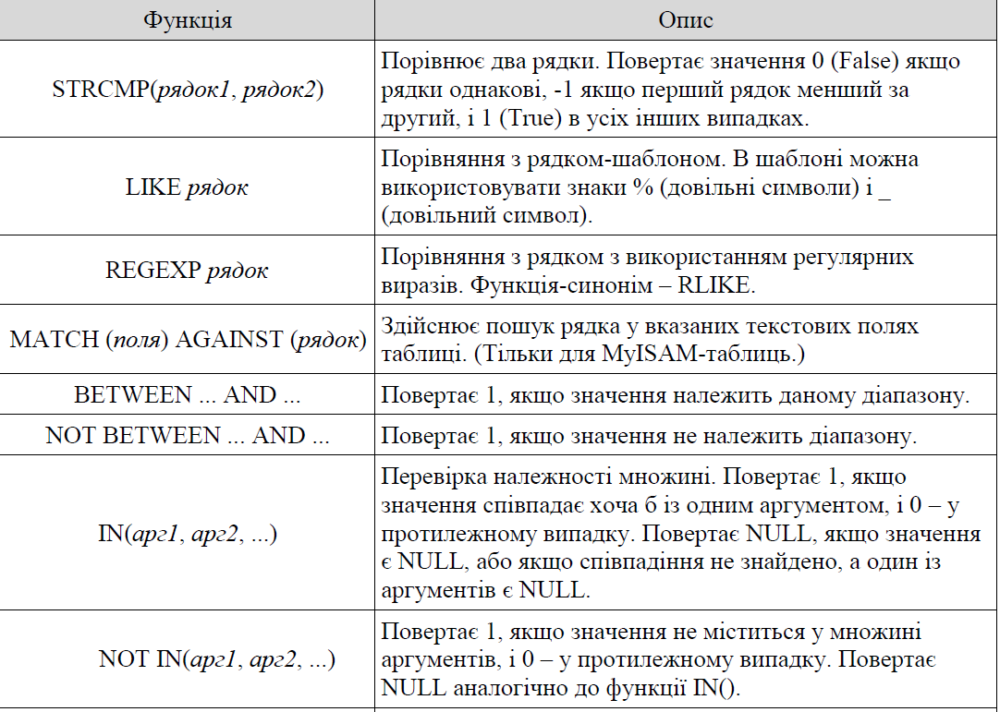 Функція
Опис
STRCMP(рядок1, рядок2)
Порівнює два рядки. Повертає значення 0 (False) якщо
рядки однакові, -1 якщо перший рядок менший за
другий, і 1 (True) в усіх інших випадках.
LIKE рядок
Порівняння з рядком-шаблоном. В шаблоні можна
використовувати знаки % (довільні символи) і _
(довільний символ).
REGEXP рядок
Порівняння з рядком з використанням регулярних
виразів. Функція-синонім – RLIKE.
MATCH (поля) AGAINST (рядок)
Здійснює пошук рядка у вказаних текстових полях
таблиці. (Тільки для MyISAM-таблиць.)
BETWEEN ... AND ...
Повертає 1, якщо значення належить даному діапазону.
NOT BETWEEN ... AND ...
Повертає 1, якщо значення не належить діапазону.
IN(арг1, арг2, ...)
Перевірка належності множині. Повертає 1, якщо
значення співпадає хоча б із одним аргументом, і 0 – у
протилежному випадку. Повертає NULL, якщо значення
є NULL, або якщо співпадіння не знайдено, а один із
аргументів є NULL.
NOT IN(арг1, арг2, ...)
Повертає 1, якщо значення не міститься у множині
аргументів, і 0 – у протилежному випадку. Повертає
NULL аналогічно до функції IN().